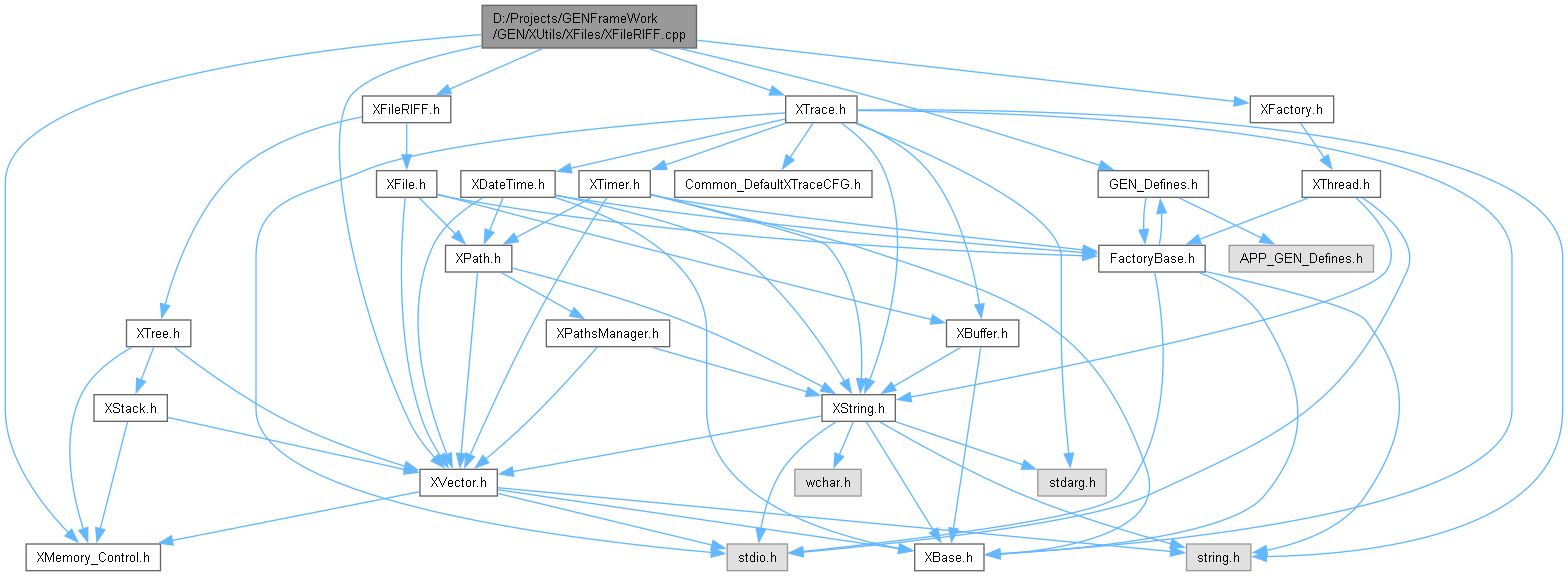 D:/Projects/GENFrameWork
/GEN/XUtils/XFiles/XFileRIFF.cpp
XFileRIFF.h
XTrace.h
XFactory.h
XFile.h
XDateTime.h
XTimer.h
Common_DefaultXTraceCFG.h
GEN_Defines.h
XThread.h
XPath.h
FactoryBase.h
APP_GEN_Defines.h
XTree.h
XPathsManager.h
XBuffer.h
XStack.h
XString.h
XVector.h
wchar.h
stdarg.h
XMemory_Control.h
stdio.h
XBase.h
string.h